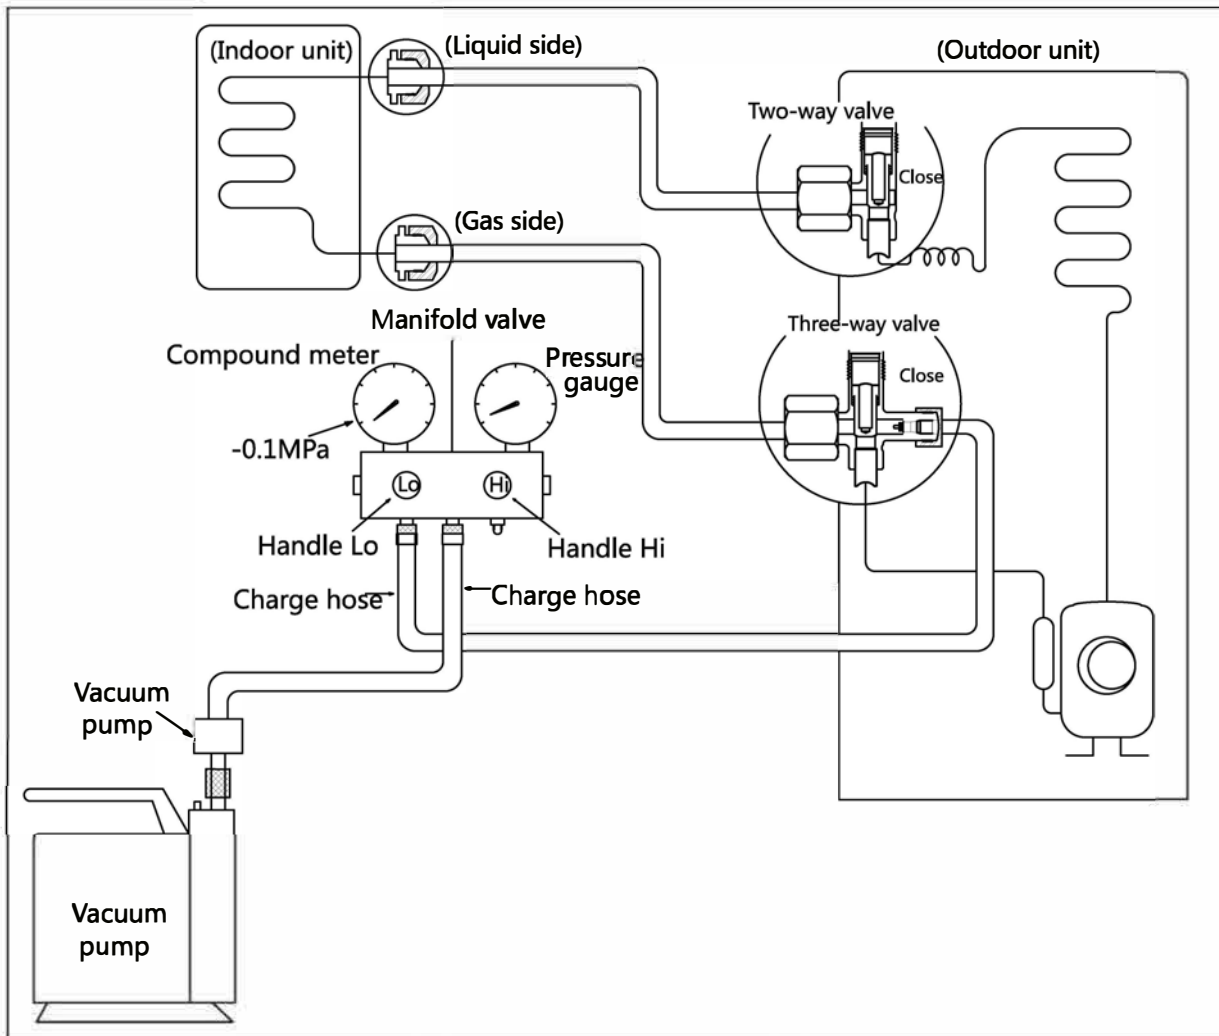 (Indoor unit)
(Liquid side)
(Outdoor unit)
Two-way valve
Close
(Gas side)
Manifold valve
Three-way valve
Compound meter
Pressure
gauge
Close
-0.1MPa
Lo
Hi
Handle Lo
Handle Hi
Charge hose
Charge hose
Vacuum
pump
Vacuum
pump